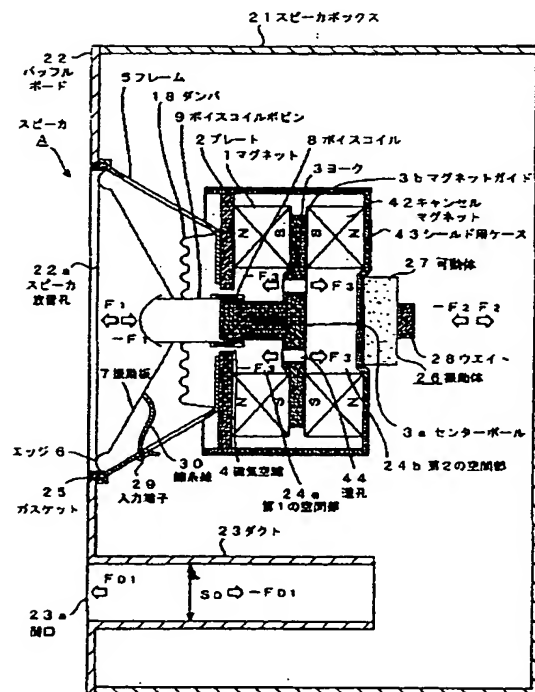 21スピーカボックス
22
バッフル
ボード
5フレーム
18ダンパ
9ボイスコイルボビン
スピーカ
A
2プレート
8ボイスコイル
1マグネット
3ヨーク
3bマグネットガイド
42キャンセル
マグネット
43シールド用ケース
N
S
S
N
27可動体
22a
スピーカ
放音孔
-F3
F3
F1
-F1
-F2 F2
28ウエイト
26振動体
7振動板
-F3
F3
N
S
S
N
3aセンターポール
エッジ6
30
錦糸線
4磁気空隙
44
透孔
24b 第2の空間部
25
ガスケット
29
入力端子
24a
第1の空間部
23ダクト
FD1
SD
-FD1
23a
開口